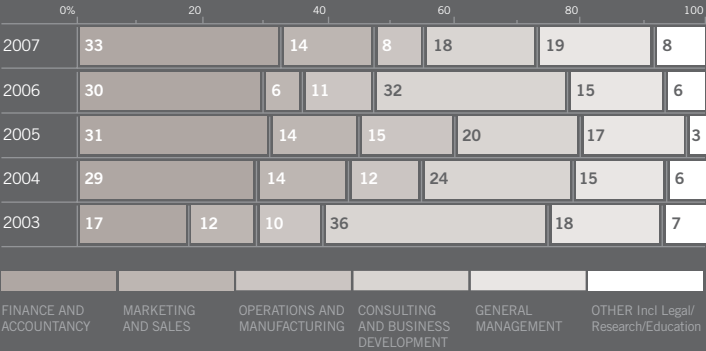 0% 20 40 60 80 100
2007 33 14 8 18 19 8
2006 30 6 11 32 15 6
2005 31 14 15 20 17 3
2004 29 14 12 24 15 6
2003 17 12 10 36 18 7
FINANCE AND MARKETING OPERATIONS AND CONSULTING GENERAL OTHER Incl Legal/
ACCOUNTANCY AND SALES MANUFACTURING AND BUSINESS MANAGEMENT Research/Education
DEVELOPMENT